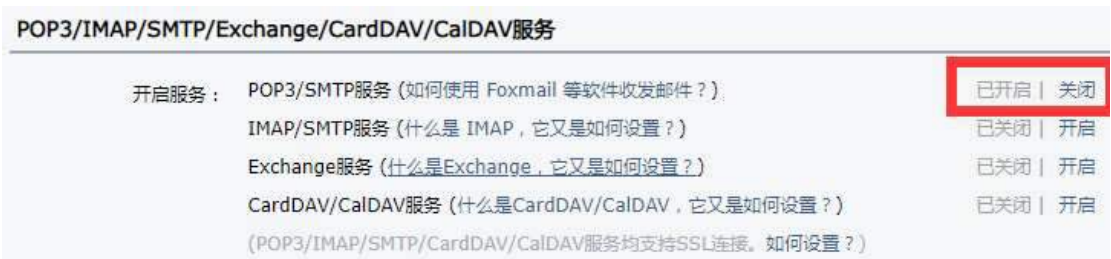 POP3/IMAP/SMTP/Exchange/CardDAV/CalDAV服务
开启服务： POP3/SMTP服务 (如何使用 Foxmail 等软件收发邮件？) 已开启 | 关闭
IMAP/SMTP服务 (什么是 IMAP，它又是如何设置？) 已关闭 | 开启
Exchange服务 (什么是Exchange，它又是如何设置？) 已关闭 | 开启
CardDAV/CalDAV服务 (什么是CardDAV/CalDAV，它又是如何设置？) 已关闭 | 开启
(POP3/IMAP/SMTP/CardDAV/CalDAV服务均支持SSL连接。如何设置？)